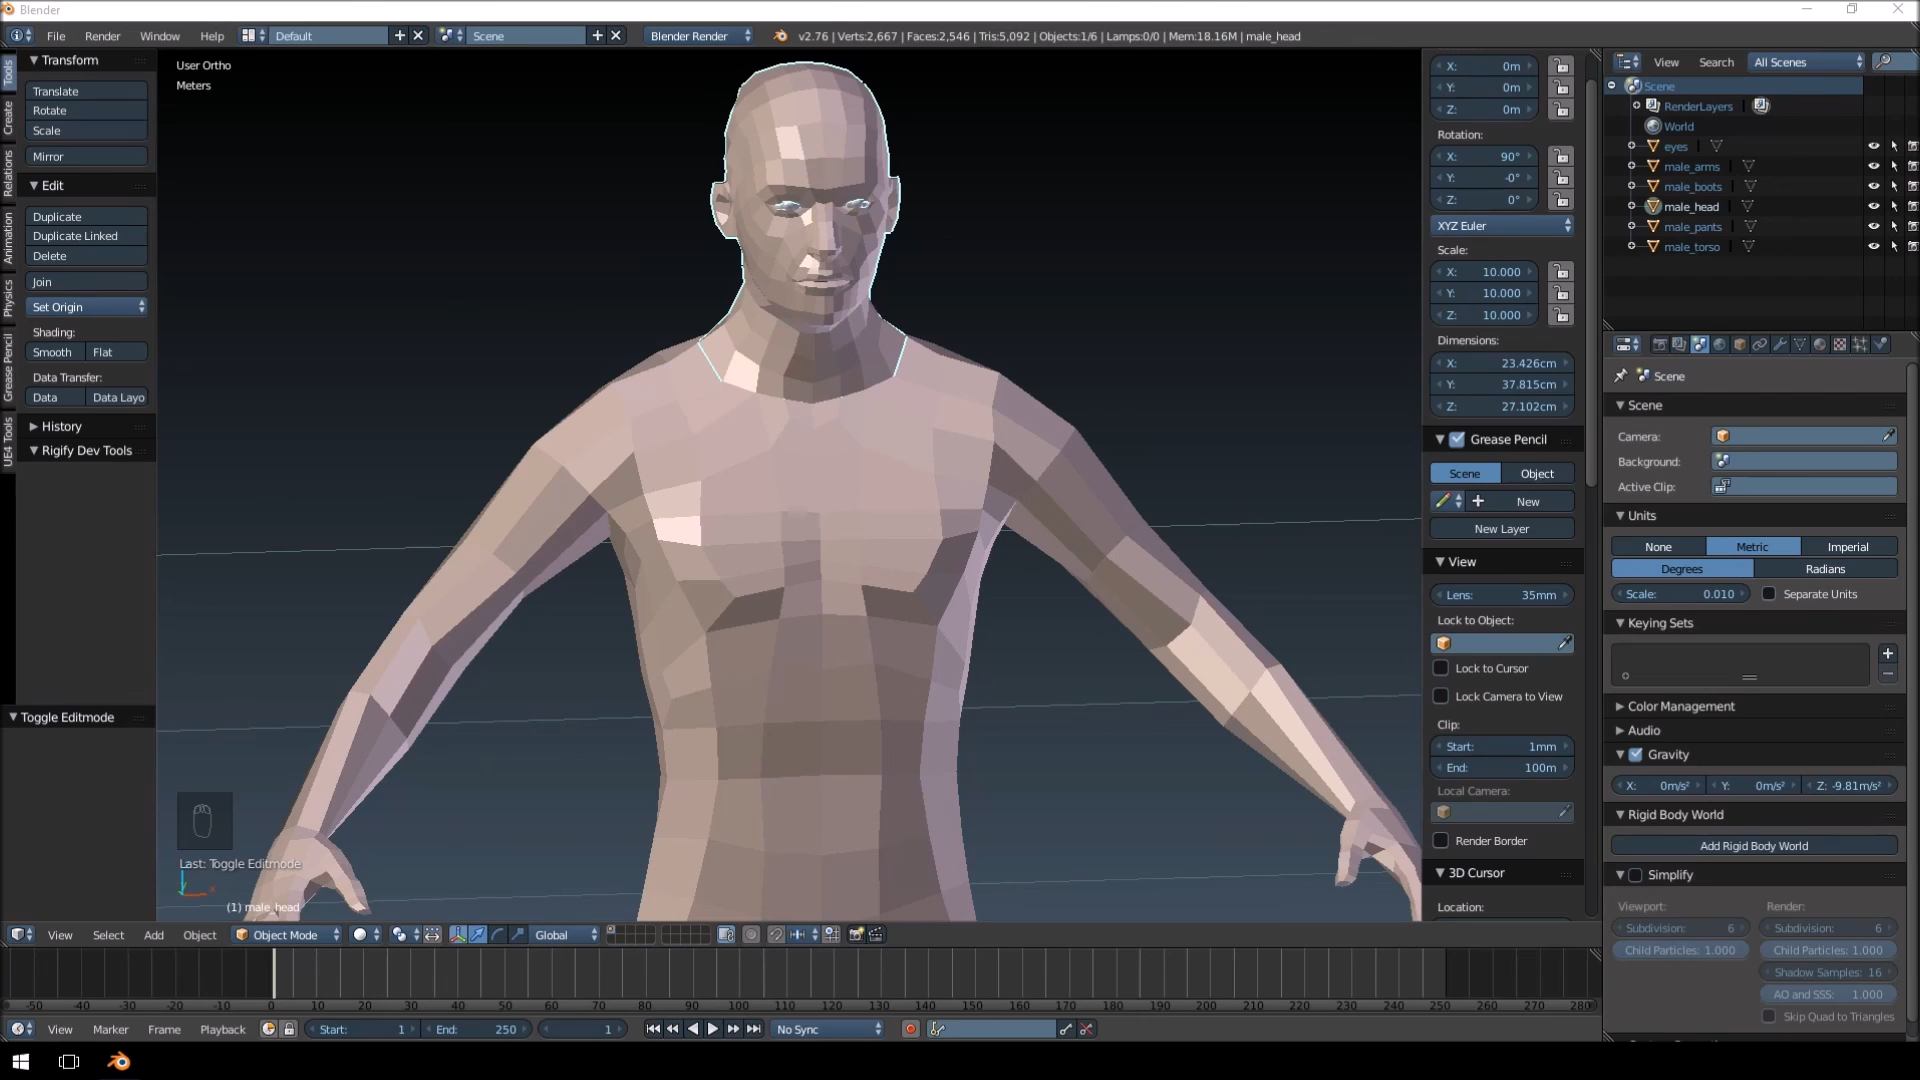 Blender
File Render Window Help Default Scene Blender Render v2.76 | Verts:2,667 | Faces:2,546 | Tris:5,092 | Objects:1/6 | Lamps:0/0 | Mem:18.16M | male_head
Tools
Create
Relations
Animation
Physics
Grease Pencil
UE4 Tools
Transform
Translate
Rotate
Scale
Mirror
Edit
Duplicate
Duplicate Linked
Delete
Join
Set Origin
Shading:
Smooth Flat
Data Transfer:
Data Data Layo
History
Rigify Dev Tools
Toggle Editmode
User Ortho
Meters
Last: Toggle Editmode
(1) male_head
X: 0m
Y: 0m
Z: 0m
Rotation:
X: 90°
Y: -0°
Z: 0°
XYZ Euler
Scale:
X: 10.000
Y: 10.000
Z: 10.000
Dimensions:
X: 23.426cm
Y: 37.815cm
Z: 27.102cm
Grease Pencil
Scene Object
New
New Layer
View
Lens: 35mm
Lock to Object:
Lock to Cursor
Lock Camera to View
Clip:
Start: 1mm
End: 100m
Local Camera:
Render Border
3D Cursor
Location:
View Search All Scenes
Scene
RenderLayers
World
eyes
male_arms
male_boots
male_head
male_pants
male_torso
Scene
Scene
Camera:
Background:
Active Clip:
Units
None Metric Imperial
Degrees Radians
Scale: 0.010 Separate Units
Keying Sets
Color Management
Audio
Gravity
X: 0m/s² Y: 0m/s² Z: -9.81m/s²
Rigid Body World
Add Rigid Body World
Simplify
Viewport: Render:
Subdivision: 6 Subdivision: 6
Child Particles: 1.000 Child Particles: 1.000
Shadow Samples: 16
AO and SSS: 1.000
Skip Quad to Triangles
View Select Add Object Object Mode Global
-50 -40 -30 -20 -10 0 10 20 30 40 50 60 70 80 90 100 110 120 130 140 150 160 170 180 190 200 210 220 230 240 250 260 270 280
View Marker Frame Playback Start: 1 End: 250 1 No Sync